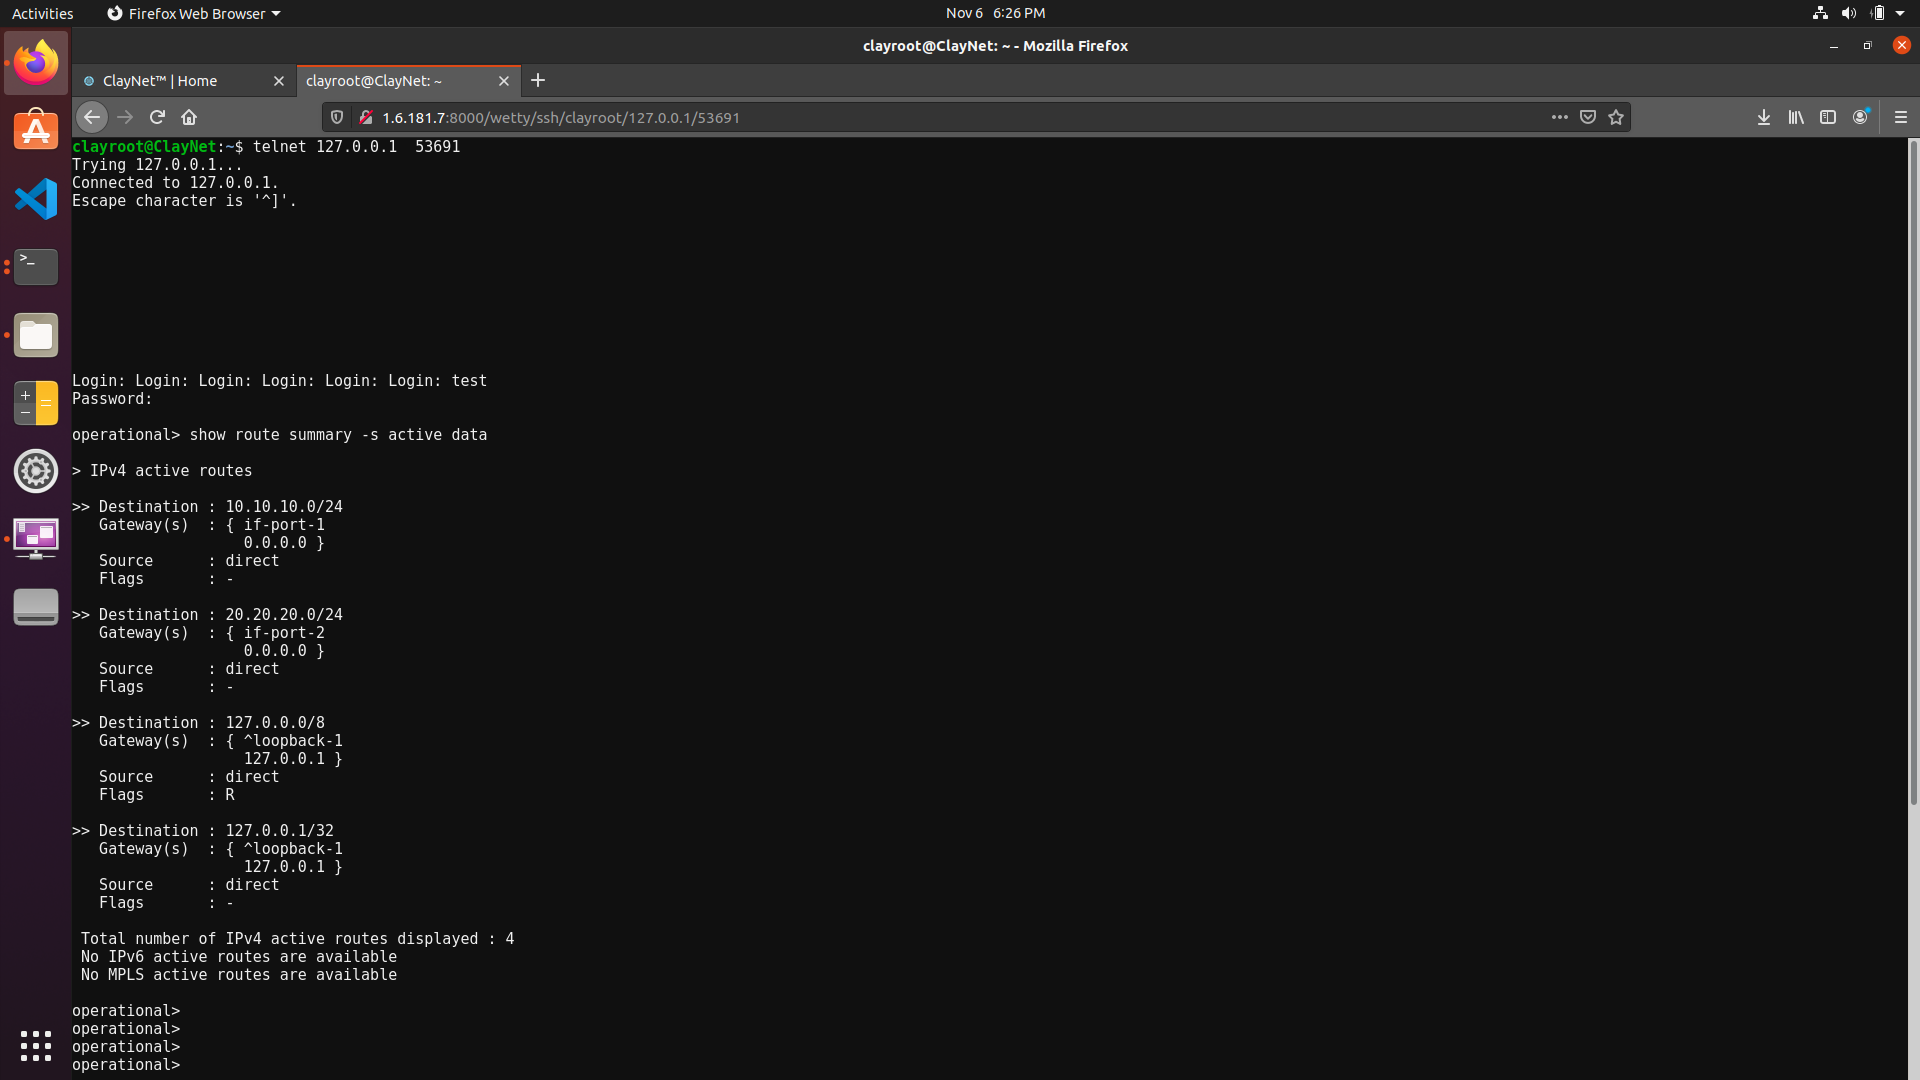 Activities
Firefox Web Browser
Nov 6 6:26 PM
clayroot@ClayNet: ~ - Mozilla Firefox
ClayNet™ | Home
clayroot@ClayNet: ~
1.6.181.7:8000/wetty/ssh/clayroot/127.0.0.1/53691
clayroot@ClayNet:~$ telnet 127.0.0.1  53691
Trying 127.0.0.1...
Connected to 127.0.0.1.
Escape character is '^]'.
Login: Login: Login: Login: Login: Login: test
Password:
operational> show route summary -s active data
> IPv4 active routes
>> Destination : 10.10.10.0/24
   Gateway(s)  : { if-port-1
                   0.0.0.0 }
   Source      : direct
   Flags       : -
>> Destination : 20.20.20.0/24
   Gateway(s)  : { if-port-2
                   0.0.0.0 }
   Source      : direct
   Flags       : -
>> Destination : 127.0.0.0/8
   Gateway(s)  : { ^loopback-1
                   127.0.0.1 }
   Source      : direct
   Flags       : R
>> Destination : 127.0.0.1/32
   Gateway(s)  : { ^loopback-1
                   127.0.0.1 }
   Source      : direct
   Flags       : -
 Total number of IPv4 active routes displayed : 4
 No IPv6 active routes are available
 No MPLS active routes are available
operational>
operational>
operational>
operational>